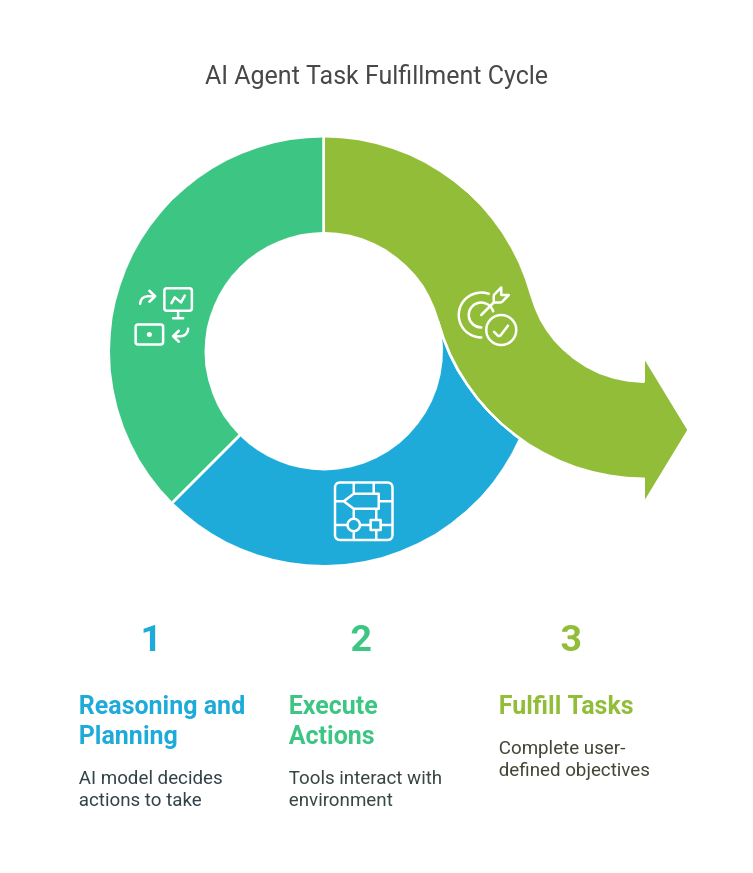 AI Agent Task Fulfillment Cycle
1
Reasoning and
Planning
AI model decides
actions to take
2
Execute
Actions
Tools interact with
environment
3
Fulfill Tasks
Complete user-
defined objectives